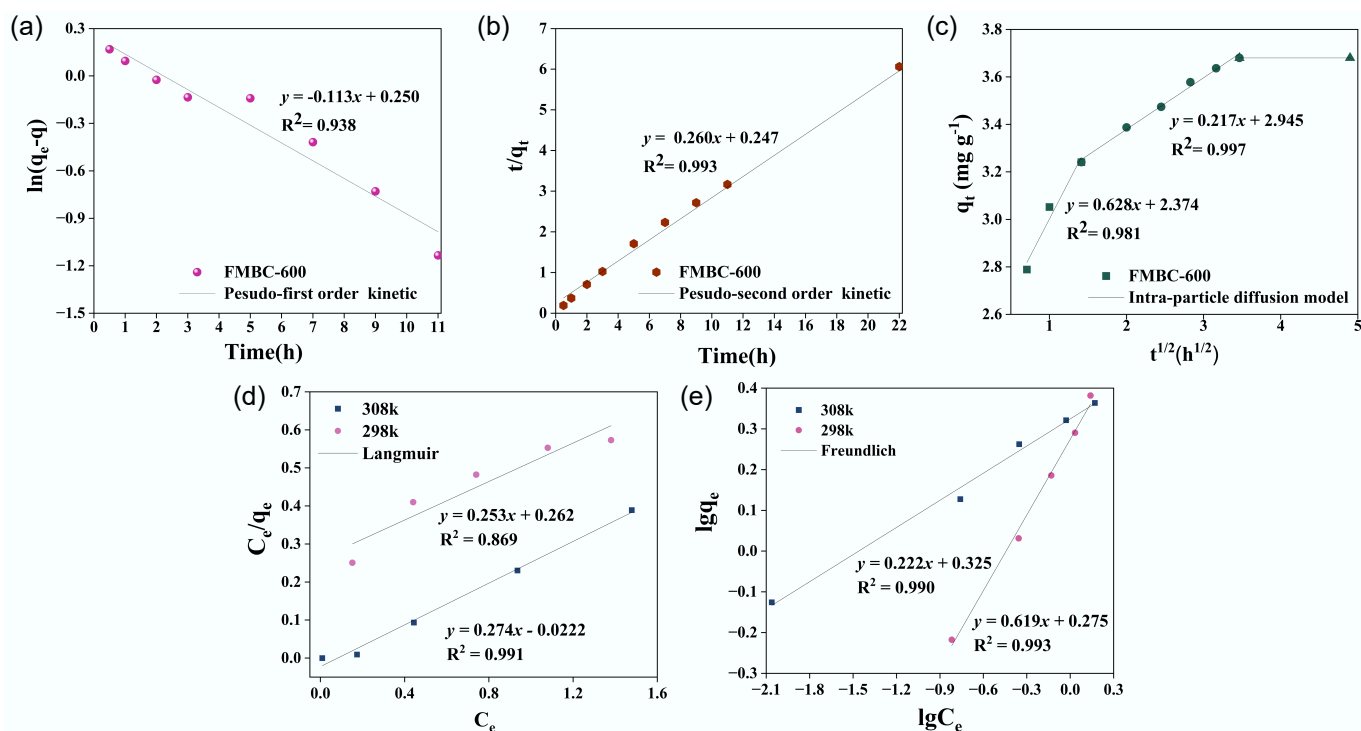 (a)
0.3
0.0
−0.3
−0.6
−0.9
−1.2
−1.5
ln(qe-q)
y = -0.113x + 0.250
R2 = 0.938
FMBC-600
Pesudo-first order kinetic
0 1 2 3 4 5 6 7 8 9 10 11
Time(h)
(b)
7
6
5
4
3
2
1
0
t/qt
y = 0.260x + 0.247
R2 = 0.993
FMBC-600
Pesudo-second order kinetic
0 2 4 6 8 10 12 14 16 18 20 22
Time(h)
(c)
3.8
3.4
3.0
2.6
qt (mg g-1)
y = 0.217x + 2.945
R2 = 0.997
y = 0.628x + 2.374
R2 = 0.981
FMBC-600
Intra-particle diffusion model
1 2 3 4 5
t1/2(h1/2)
(d)
0.7
0.6
0.5
0.4
0.3
0.2
0.1
0.0
Ce/qe
308k
298k
Langmuir
y = 0.253x + 0.262
R2 = 0.869
y = 0.274x - 0.0222
R2 = 0.991
0.0 0.4 0.8 1.2 1.6
Ce
(e)
0.4
0.3
0.2
0.1
0.0
−0.1
−0.2
−0.3
lgqe
308k
298k
Freundlich
y = 0.222x + 0.325
R2 = 0.990
y = 0.619x + 0.275
R2 = 0.993
−2.1 −1.8 −1.5 −1.2 −0.9 −0.6 −0.3 0.0 0.3
lgCe